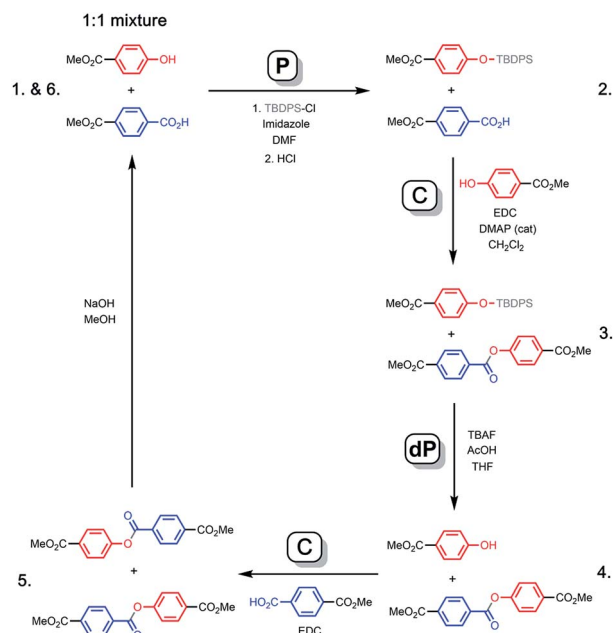 1:1 mixture
MeO₂C
OH
1. & 6.
+
MeO₂C
CO₂H
P
1. TBDPS-Cl
Imidazole
DMF
2. HCl
MeO₂C
O
TBDPS
2.
+
MeO₂C
CO₂H
C
HO
CO₂Me
EDC
DMAP (cat)
CH₂Cl₂
NaOH
MeOH
MeO₂C
O
TBDPS
3.
+
MeO₂C
O
O
CO₂Me
dP
TBAF
AcOH
THF
MeO₂C
OH
4.
+
MeO₂C
O
O
CO₂Me
C
HO₂C
CO₂Me
EDC
5.
MeO₂C
O
O
CO₂Me
+
MeO₂C
O
O
CO₂Me